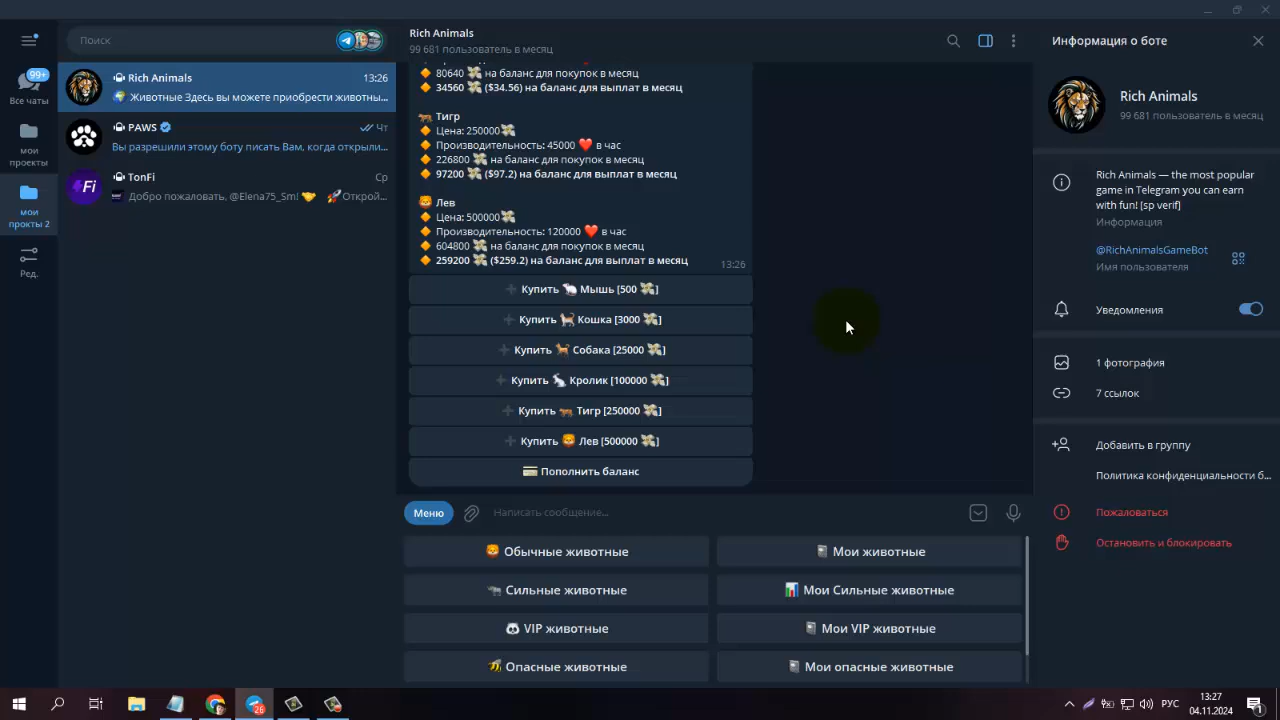 Поиск
99+
Все чаты
мои
проекты
мои
прокты 2
Ред.
Rich Animals
13:26
Животные Здесь вы можете приобрести животны...
PAWS
Чт
Вы разрешили этому боту писать Вам, когда открыли...
TonFi
Ср
Добро пожаловать, @Elena75_Sm! 🤝 🚀Открой...
Rich Animals
99 681 пользователь в месяц
🔸 80640 💸 на баланс для покупок в месяц
🔸 34560 💸 ($34.56) на баланс для выплат в месяц
🐅 Тигр
🔸 Цена: 250000💸
🔸 Производительность: 45000 ❤️ в час
🔸 226800 💸 на баланс для покупок в месяц
🔸 97200 💸 ($97.2) на баланс для выплат в месяц
🦁 Лев
🔸 Цена: 500000💸
🔸 Производительность: 120000 ❤️ в час
🔸 604800 💸 на баланс для покупок в месяц
🔸 259200 💸 ($259.2) на баланс для выплат в месяц
13:26
➕ Купить 🐁 Мышь [500 💸]
➕ Купить 🐈 Кошка [3000 💸]
➕ Купить 🐕 Собака [25000 💸]
➕ Купить 🐇 Кролик [100000 💸]
➕ Купить 🐅 Тигр [250000 💸]
➕ Купить 🦁 Лев [500000 💸]
💳 Пополнить баланс
Меню
Написать сообщение...
🦁 Обычные животные
Мои животные
Сильные животные
📊 Мои Сильные животные
🐼 VIP животные
Мои VIP животные
🐝 Опасные животные
Мои опасные животные
Информация о боте
Rich Animals
99 681 пользователь в месяц
Rich Animals — the most popular
game in Telegram you can earn
with fun! [sp verif]
Информация
@RichAnimalsGameBot
Имя пользователя
Уведомления
1 фотография
7 ссылок
Добавить в группу
Политика конфиденциальности б...
Пожаловаться
Остановить и блокировать
26
РУС
13:27
04.11.2024
1